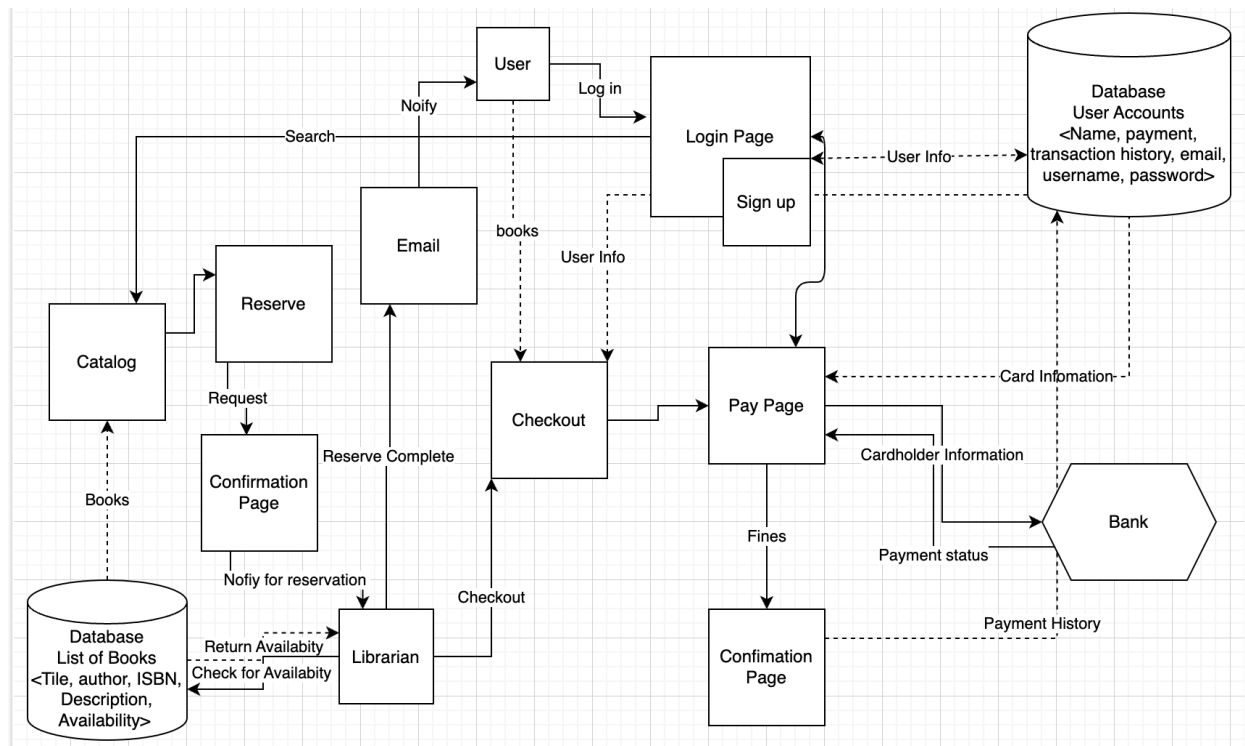 User
Log in
Noify
Login Page
Sign up
Database
User Accounts
<Name, payment,
transaction history, email,
username, password>
User Info
Search
Email
books
User Info
Reserve
Catalog
Request
Confirmation
Page
Reserve Complete
Checkout
Pay Page
Card Infomation
Cardholder Information
Bank
Payment status
Books
Nofiy for reservation
Checkout
Fines
Database
List of Books
<Tile, author, ISBN,
Description,
Availability>
Return Availabity
Check for Availabity
Librarian
Confimation
Page
Payment History